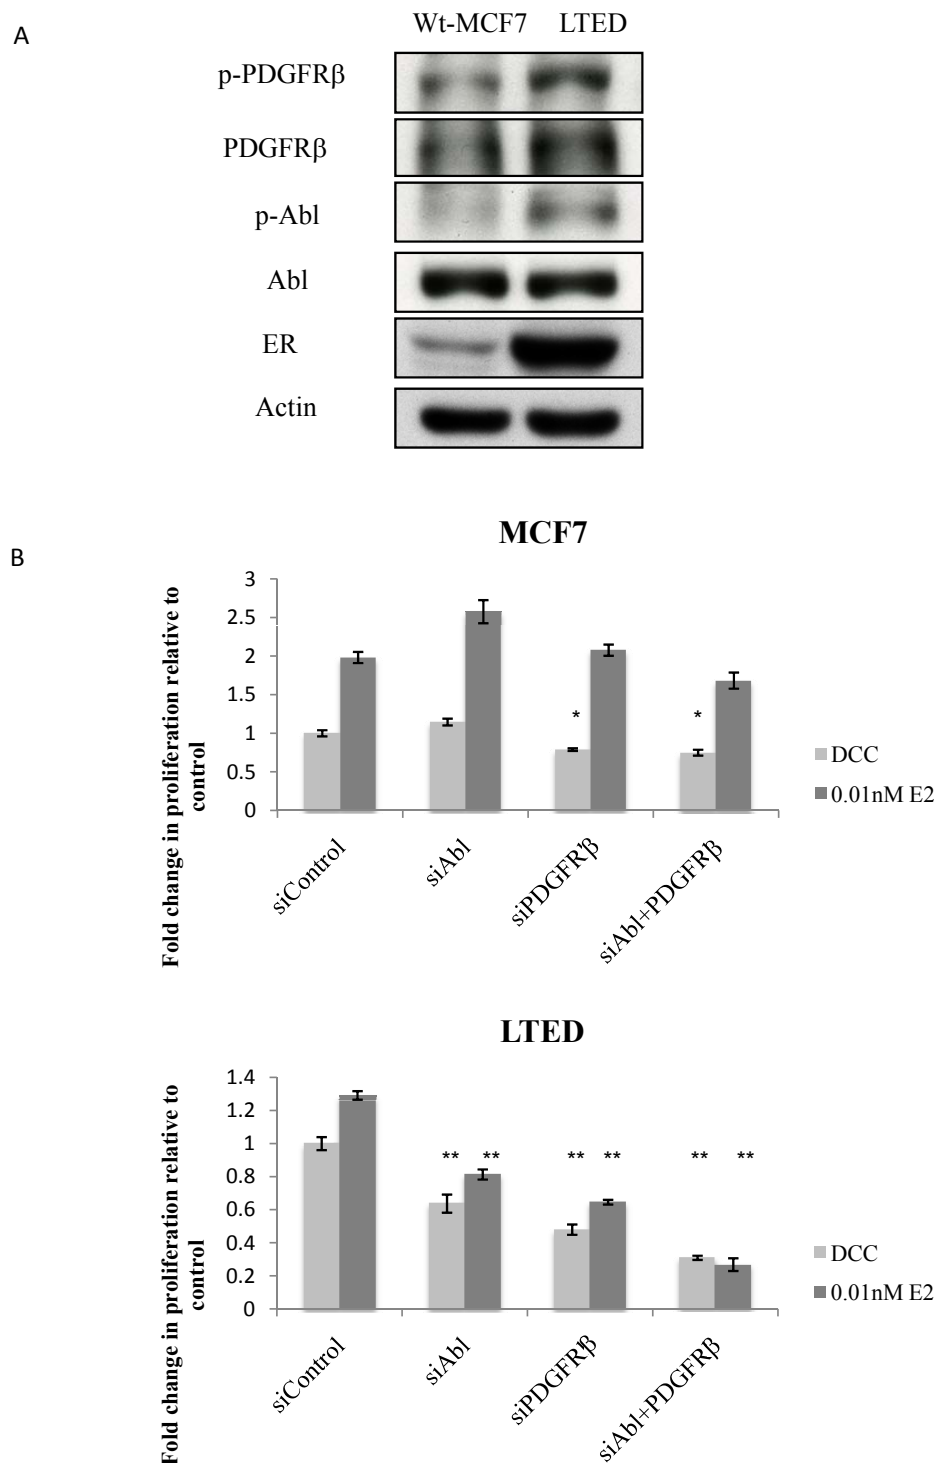 A
Wt-MCF7 LTED
p-PDGFRβ
PDGFRβ
p-Abl
Abl
ER
Actin
B
MCF7
Fold change in proliferation relative to
control
3
2.5
2
1.5
1
0.5
0
* *
DCC
0.01nM E2
siControl
siAbl
siPDGFRβ
siAbl+PDGFRβ
LTED
Fold change in proliferation relative to
control
1.4
1.2
1
0.8
0.6
0.4
0.2
0
** ** ** ** ** **
DCC
0.01nM E2
siControl
siAbl
siPDGFRβ
siAbl+PDGFRβ